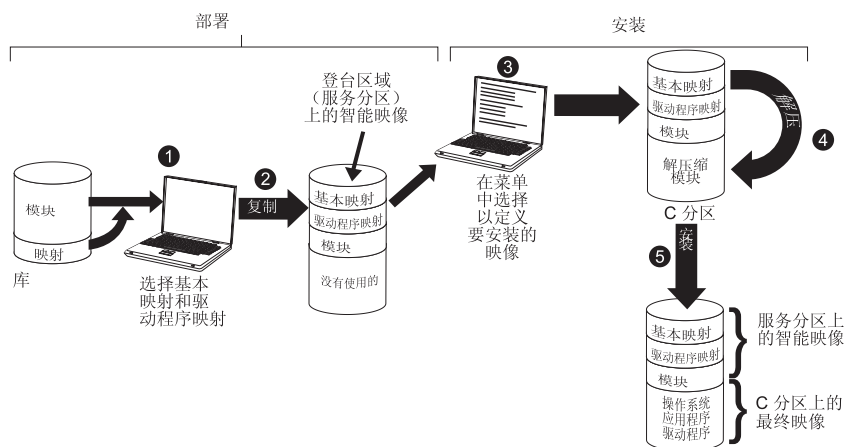 部署
安装
登台区域
（服务分区）
上的智能映像
1
模块
映射
库
选择基本
映射和驱
动程序映射
2
复制
基本映射
驱动程序映射
模块
没有使用的
3
在菜单
中选择
以定义
要安装的
映像
基本映射
驱动程序映射
模块
解压缩
模块
C 分区
解压
4
5
安装
基本映射
驱动程序映射
模块
操作系统
应用程序
驱动程序
服务分区上
的智能映像
C 分区上的
最终映像